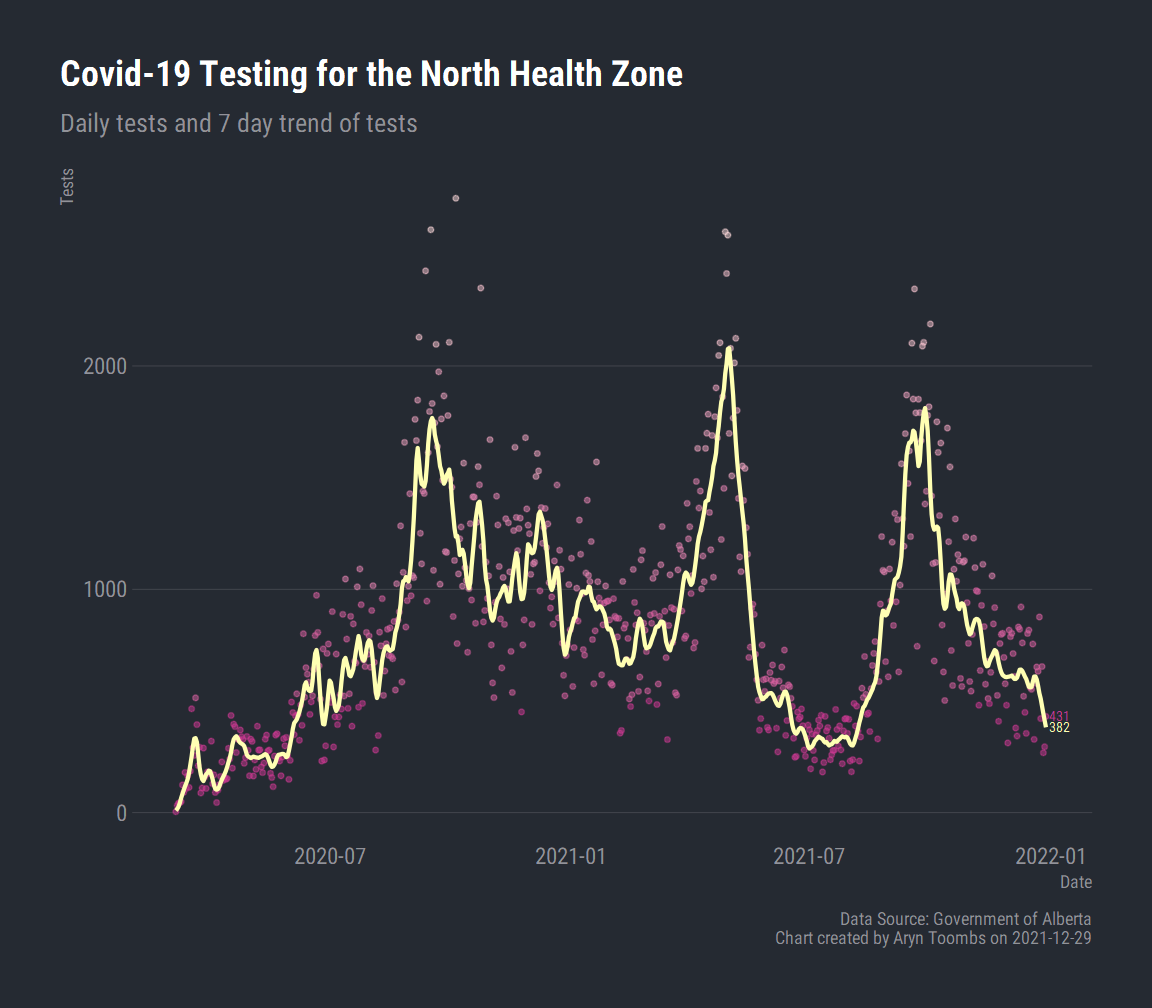 Covid-19 Testing for the North Health Zone
Daily tests and 7 day trend of tests
Tests
2000
1000
0
431
382
2020-07
2021-01
2021-07
2022-01
Date
Data Source: Government of Alberta
Chart created by Aryn Toombs on 2021-12-29